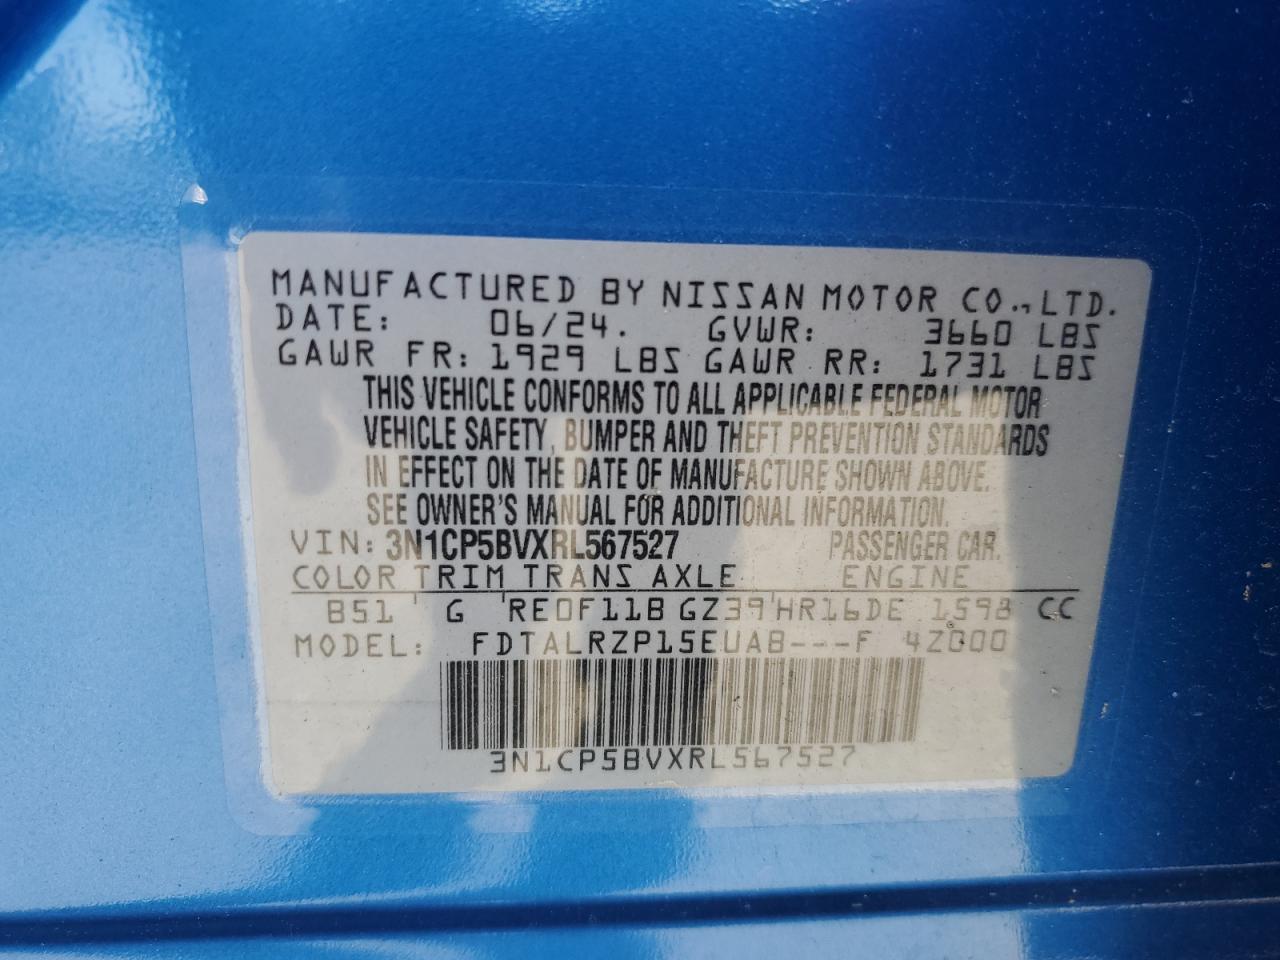 MANUFACTURED BY NISSAN MOTOR CO., LTD.
DATE: 06/24. GVWR: 3660 LBS
GAWR FR: 1929 LBS GAWR RR: 1731 LBS
THIS VEHICLE CONFORMS TO ALL APPLICABLE FEDERAL MOTOR
VEHICLE SAFETY, BUMPER AND THEFT PREVENTION STANDARDS
IN EFFECT ON THE DATE OF MANUFACTURE SHOWN ABOVE.
SEE OWNER'S MANUAL FOR ADDITIONAL INFORMATION.
VIN: 3N1CP5BVXRL567527 PASSENGER CAR.
COLOR TRIM TRANS AXLE ENGINE
B51 G RE0F11B GZ39 HR16DE 1598 CC
MODEL: FDTALRZP15EUAB---F 4Z000
3N1CP5BVXRL567527